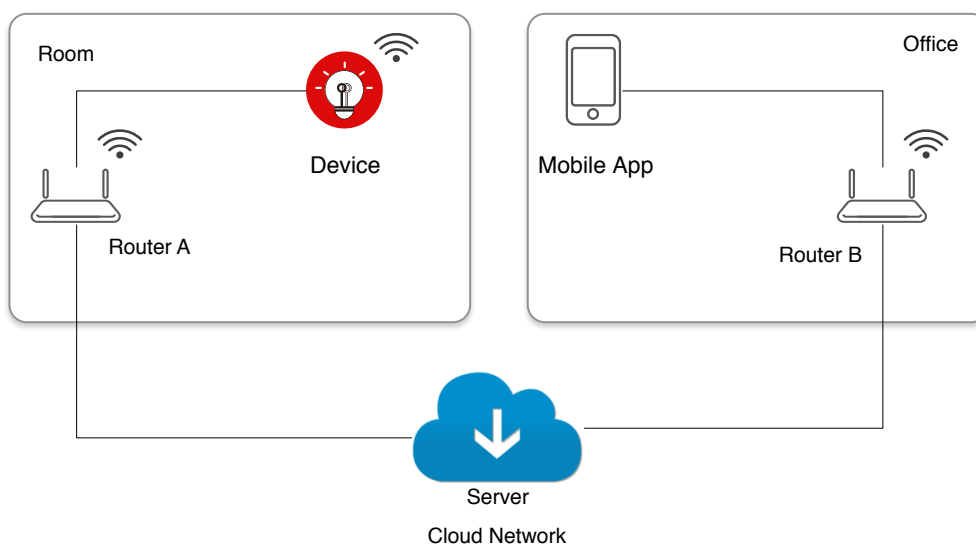 Room
Office
Device
Mobile App
Router A
Router B
Server
Cloud Network